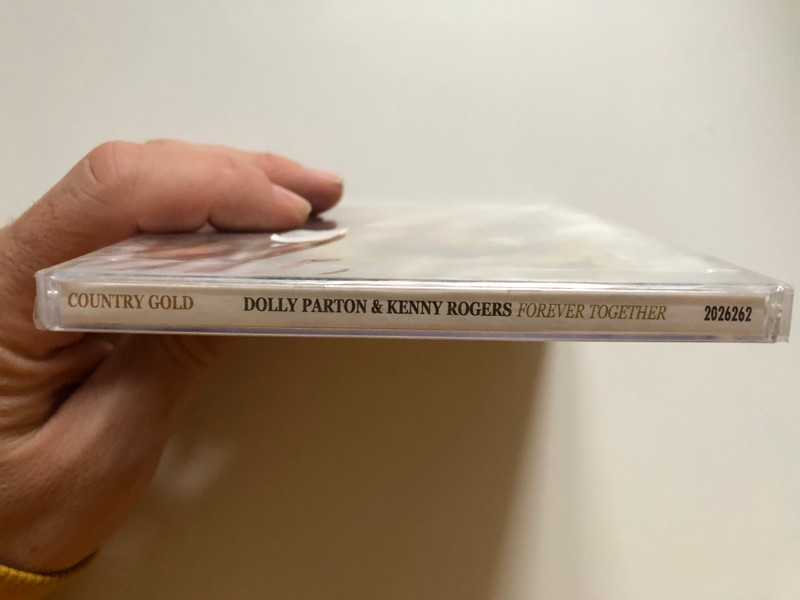 COUNTRY GOLD DOLLY PARTON & KENNY ROGERS FOREVER TOGETHER 2026262